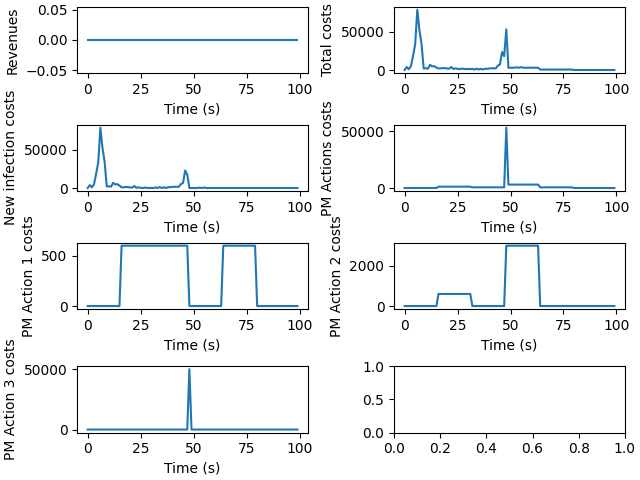 Revenues
0.05
0.00
−0.05
0 25 50 75 100
Time (s)
Total costs
50000
0
0 25 50 75 100
Time (s)
New infection costs
50000
0
0 25 50 75 100
Time (s)
PM Actions costs
50000
0
0 25 50 75 100
Time (s)
PM Action 1 costs
500
0
0 25 50 75 100
Time (s)
PM Action 2 costs
2000
0
0 25 50 75 100
Time (s)
PM Action 3 costs
50000
0
0 25 50 75 100
Time (s)
1.0
0.5
0.0
0.0 0.2 0.4 0.6 0.8 1.0